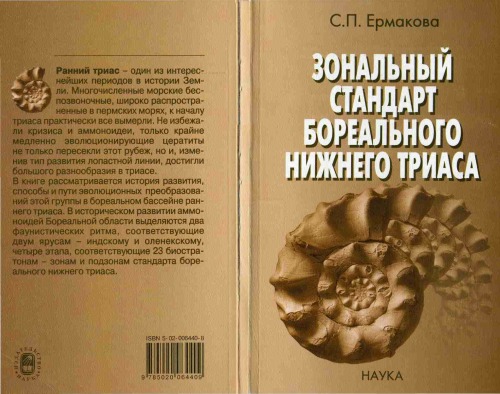 Ранний триас – один из интерес-
нейших периодов в истории Зем-
ли. Многочисленные морские бес-
позвоночные, широко распростра-
ненные в пермских морях, к началу
триаса практически все вымерли. Не избежа-
ли кризиса и аммоноидеи, только крайне
медленно эволюционирующие цератиты
не только пересекли этот рубеж, но и, изме-
нив тип развития лопастной линии, достигли
большого разнообразия в триасе.
В книге рассматривается история развития,
способы и пути эволюционных преобразова-
ний этой группы в бореальном бассейне ран-
него триаса. В историческом развитии аммо-
ноидей Бореальной области выделяются два
фаунистических ритма, соответствующие
двум ярусам – индскому и оленекскому,
четыре этапа, соответствующие 23 биостра-
тонам – зонам и подзонам стандарта боре-
ального нижнего триаса.
ISBN 5-02-006440-9
9785020064409
С.П. Ермакова
ЗОНАЛЬНЫЙ
СТАНДАРТ
БОРЕАЛЬНОГО
НИЖНЕГО ТРИАСА
НАУКА